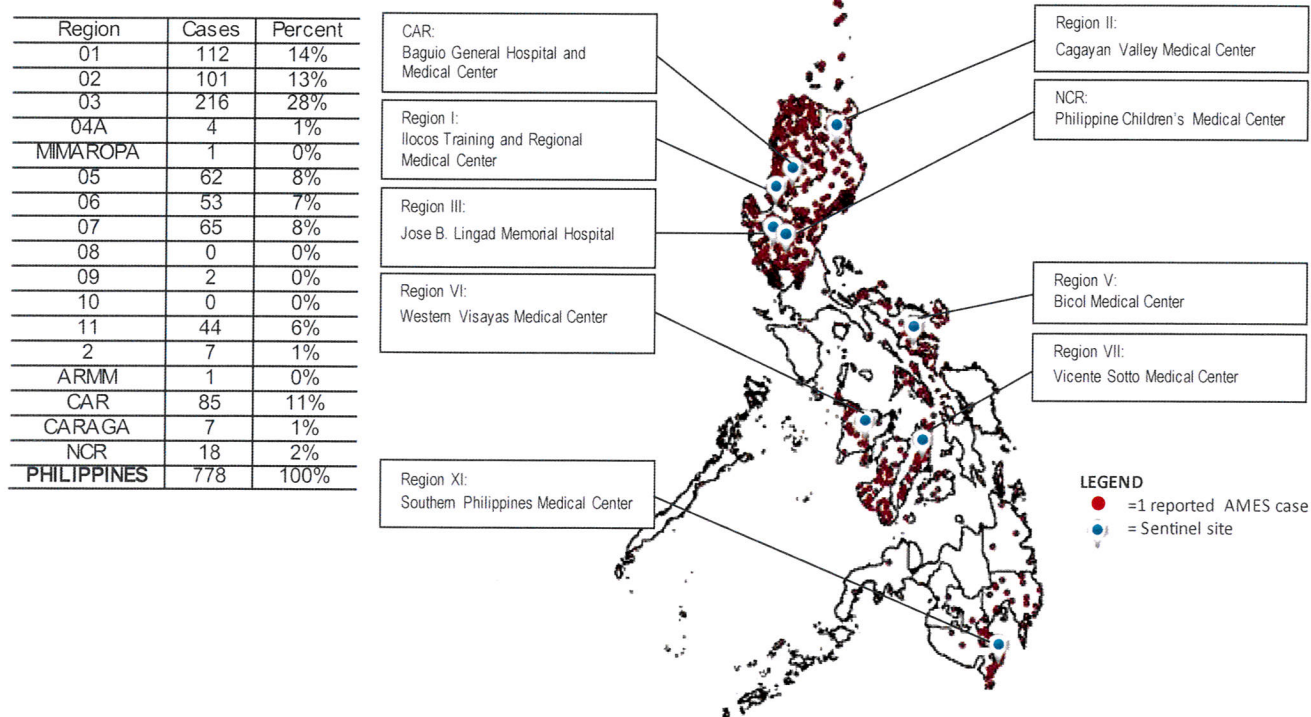 Region Cases Percent
01 112 14%
02 101 13%
03 216 28%
04A 4 1%
MIMAROPA 1 0%
05 62 8%
06 53 7%
07 65 8%
08 0 0%
09 2 0%
10 0 0%
11 44 6%
2 7 1%
ARMM 1 0%
CAR 85 11%
CARAGA 7 1%
NCR 18 2%
PHILIPPINES 778 100%
CAR:
Baguio General Hospital and
Medical Center
Region I:
Ilocos Training and Regional
Medical Center
Region III:
Jose B. Lingad Memorial Hospital
Region VI:
Western Visayas Medical Center
Region XI:
Southern Philippines Medical Center
Region II:
Cagayan Valley Medical Center
NCR:
Philippine Children's Medical Center
Region V:
Bicol Medical Center
Region VII:
Vicente Sotto Medical Center
LEGEND
=1 reported AMES case
= Sentinel site